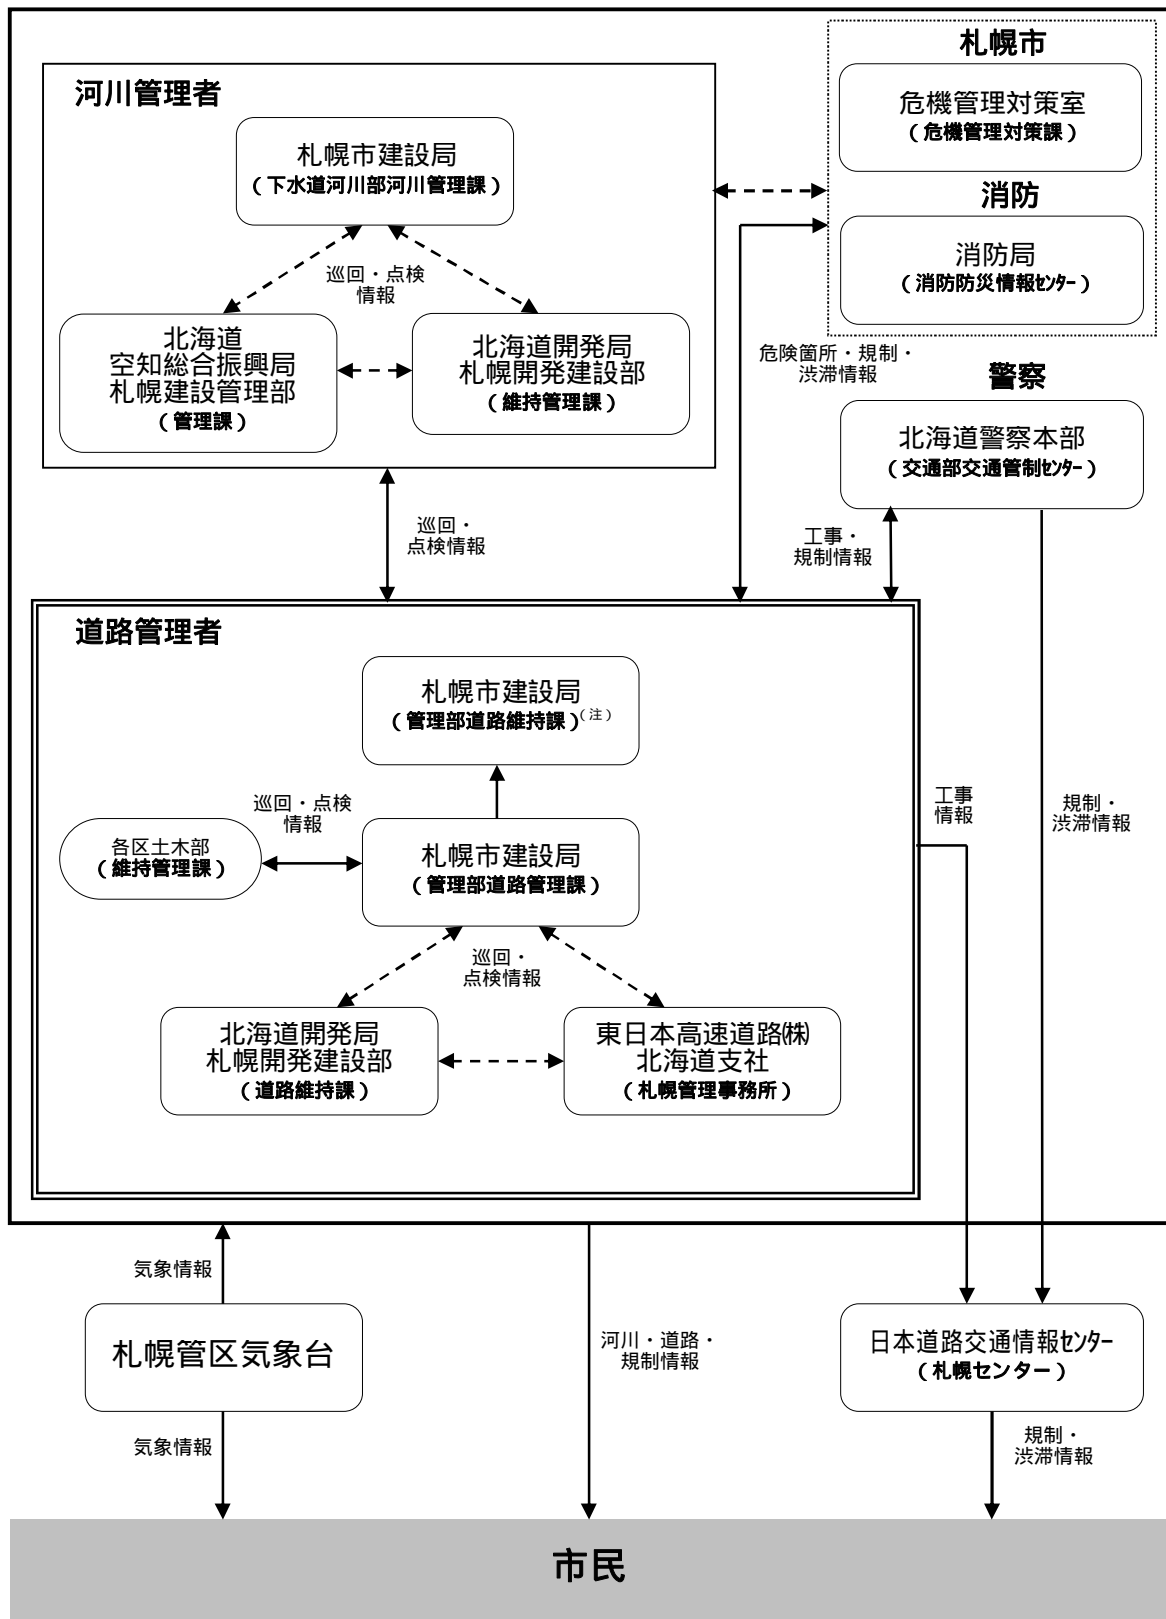 札幌市
危機管理対策室
（危機管理対策課）
消防
消防局
（消防防災情報ｾﾝﾀｰ）
河川管理者
札幌市建設局
（下水道河川部河川管理課）
巡回・点検
情報
北海道
空知総合振興局
札幌建設管理部
（管理課）
北海道開発局
札幌開発建設部
（維持管理課）
危険箇所・規制・
渋滞情報
警察
北海道警察本部
（交通部交通管制ｾﾝﾀｰ）
巡回・
点検情報
工事・
規制情報
道路管理者
札幌市建設局
（管理部道路維持課）（注）
巡回・点検
情報
各区土木部
（維持管理課）
札幌市建設局
（管理部道路管理課）
巡回・
点検情報
北海道開発局
札幌開発建設部
（道路維持課）
東日本高速道路㈱
北海道支社
（札幌管理事務所）
工事
情報
規制・
渋滞情報
気象情報
札幌管区気象台
気象情報
河川・道路・
規制情報
日本道路交通情報ｾﾝﾀｰ
（札幌センター）
規制・
渋滞情報
市民